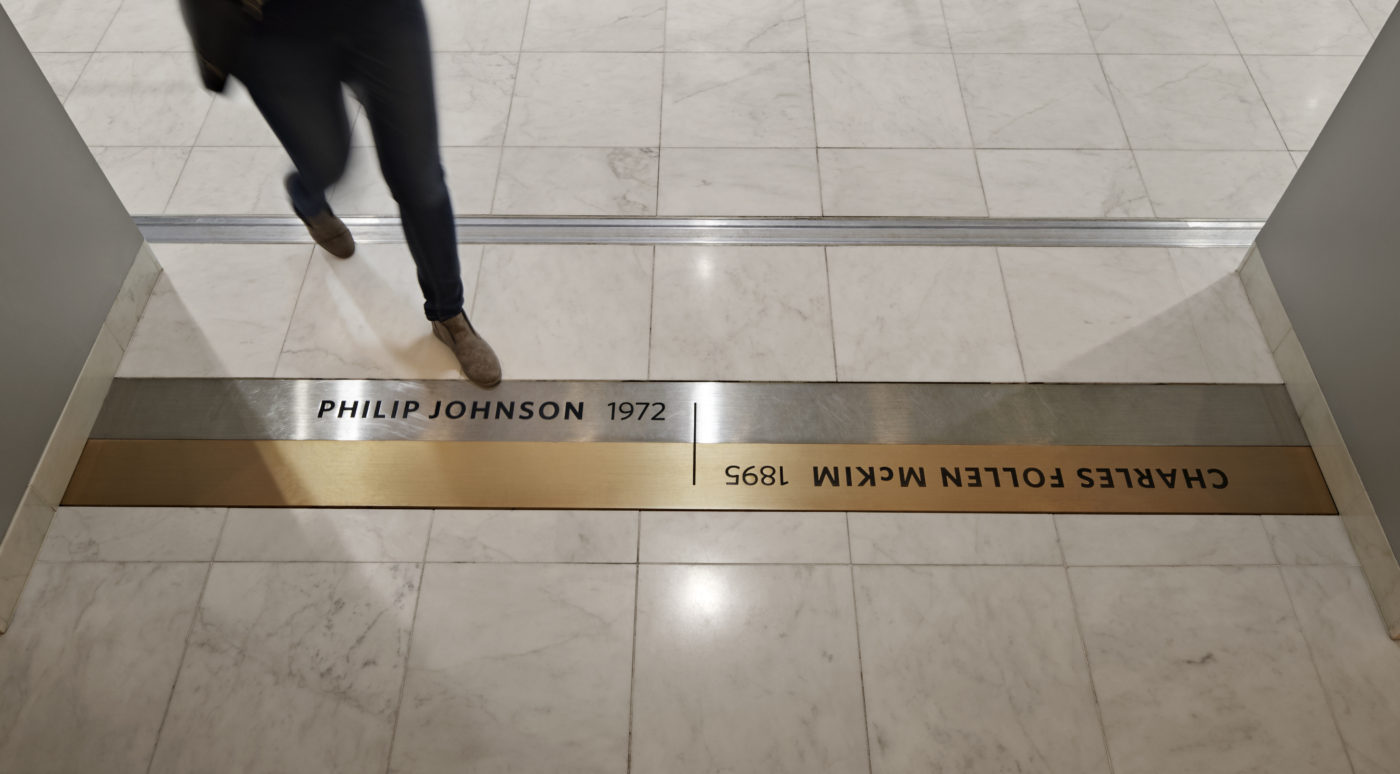 PHILIP JOHNSON 1972
CHARLES FOLLEN McKIM 1895